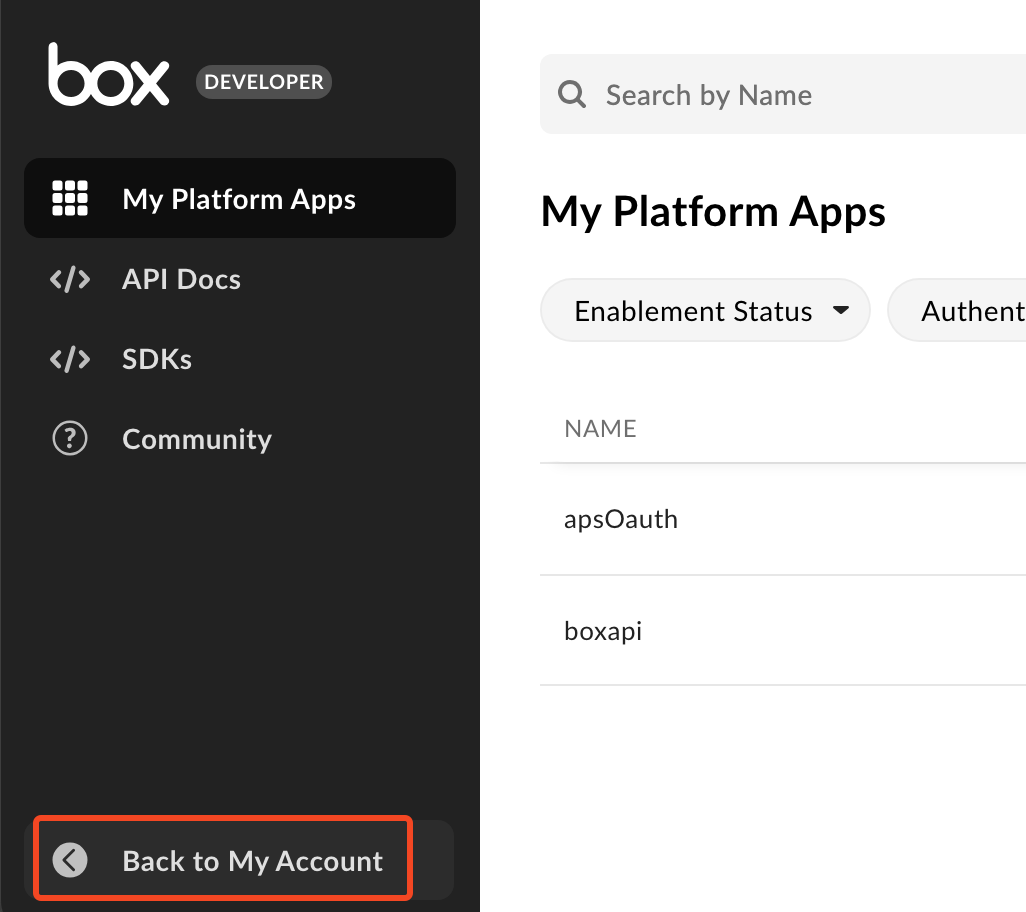 box DEVELOPER
My Platform Apps
API Docs
SDKs
Community
Back to My Account
Search by Name
My Platform Apps
Enablement Status Authent
NAME
apsOauth
boxapi